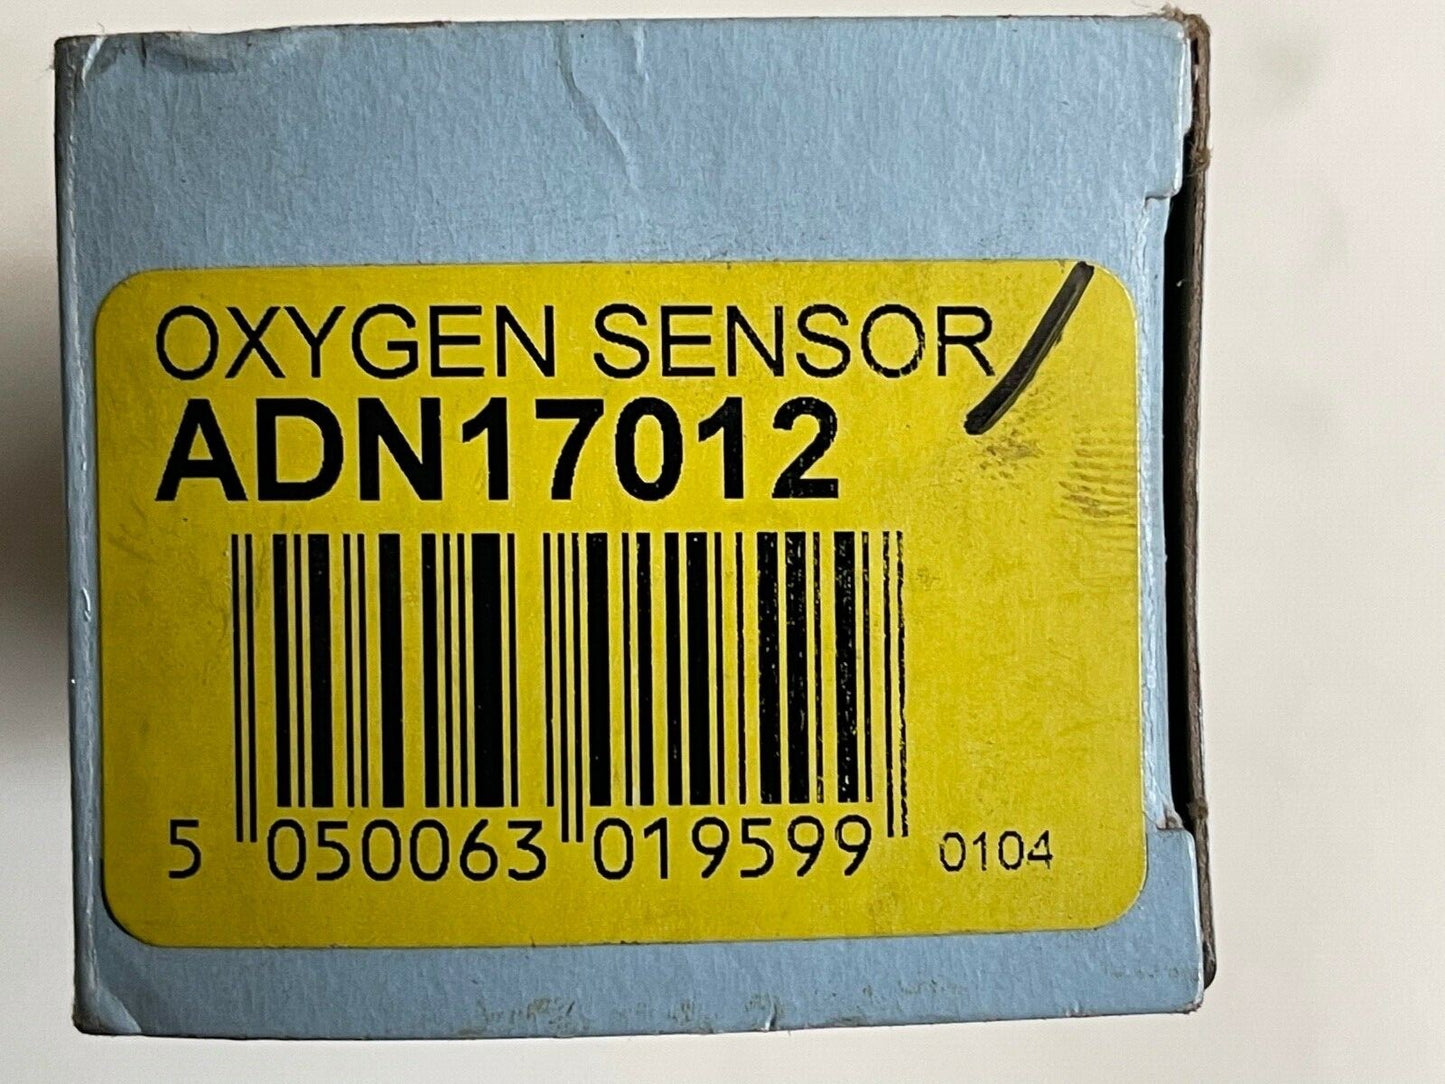 OXYGEN SENSOR
ADN17012
5 050063 019599 0104